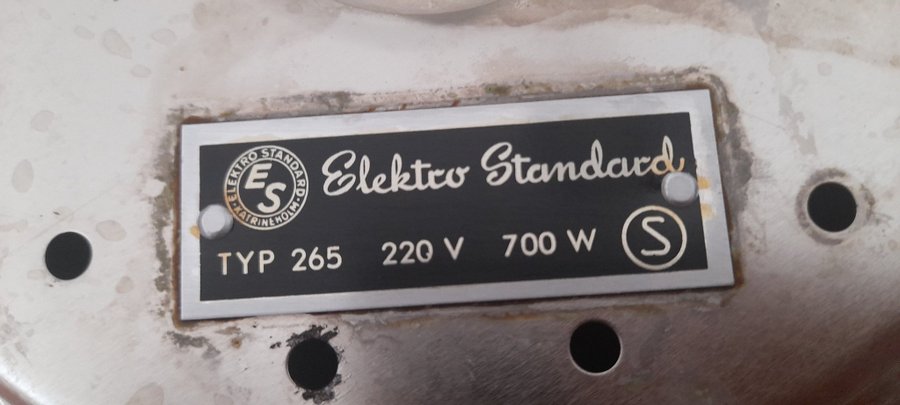 ELEKTRO STANDARD
ES
KATRINEHOLM
Elektro Standard
TYP 265 220 V 700 W S